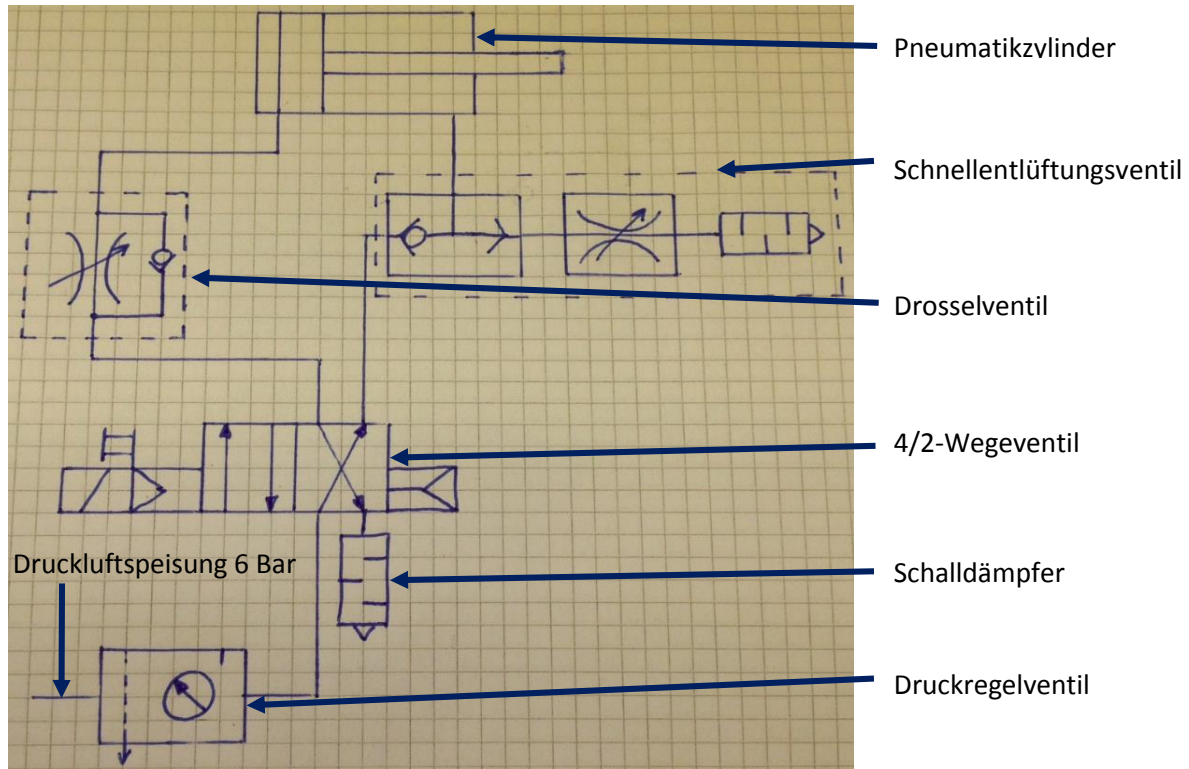 Pneumatikzylinder
Schnellentlüftungsventil
Drosselventil
4/2-Wegeventil
Druckluftspeisung 6 Bar
Schalldämpfer
Druckregelventil